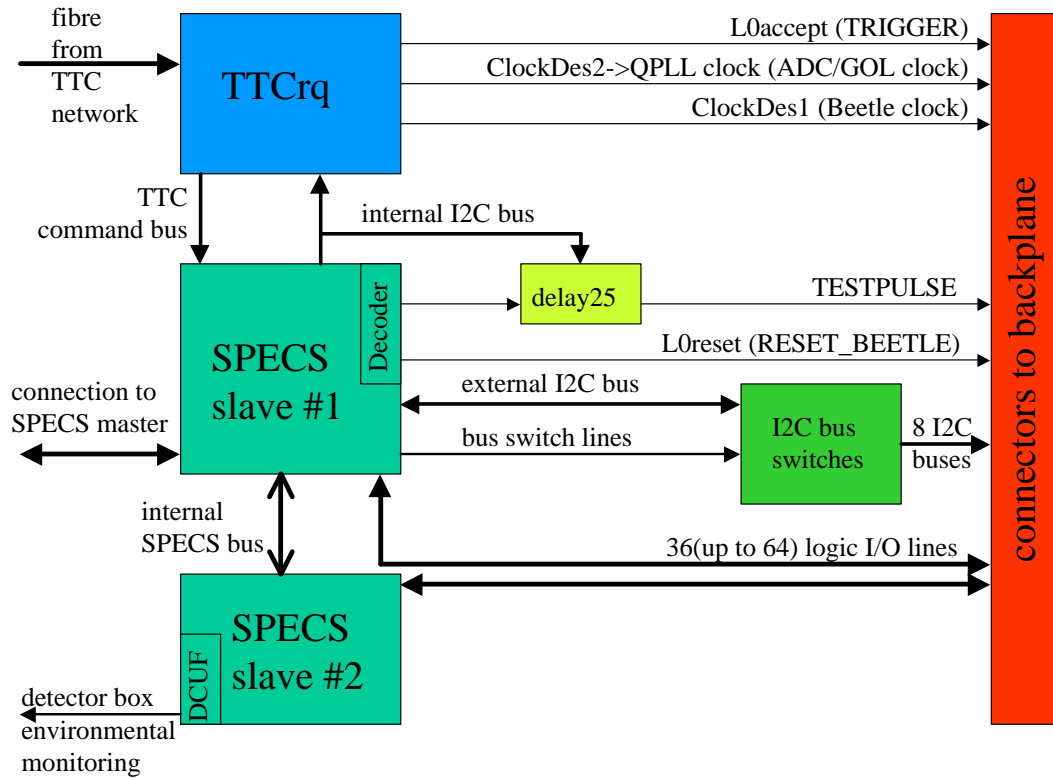 fibre
from
TTC
network
TTCrq
L0accept (TRIGGER)
ClockDes2->QPLL clock (ADC/GOL clock)
ClockDes1 (Beetle clock)
TTC
command bus
internal I2C bus
Decoder
delay25
TESTPULSE
SPECS
slave #1
L0reset (RESET_BEETLE)
connection to
SPECS master
external I2C bus
bus switch lines
I2C bus
switches
8 I2C
buses
connectors to backplane
internal
SPECS bus
36(up to 64) logic I/O lines
SPECS
slave #2
DCUF
detector box
environmental
monitoring